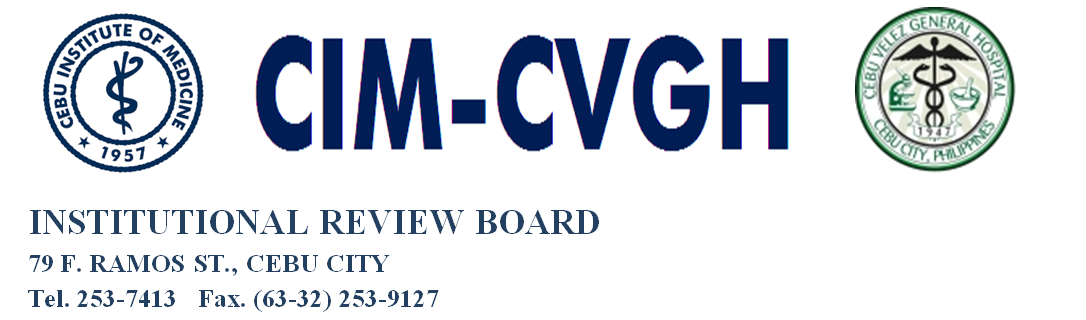 CEBU INSTITUTE OF MEDICINE
1957
CIM-CVGH
CEBU VELEZ GENERAL HOSPITAL
1947
CEBU CITY, PHILIPPINES
INSTITUTIONAL REVIEW BOARD
79 F. RAMOS ST., CEBU CITY
Tel. 253-7413 Fax. (63-32) 253-9127